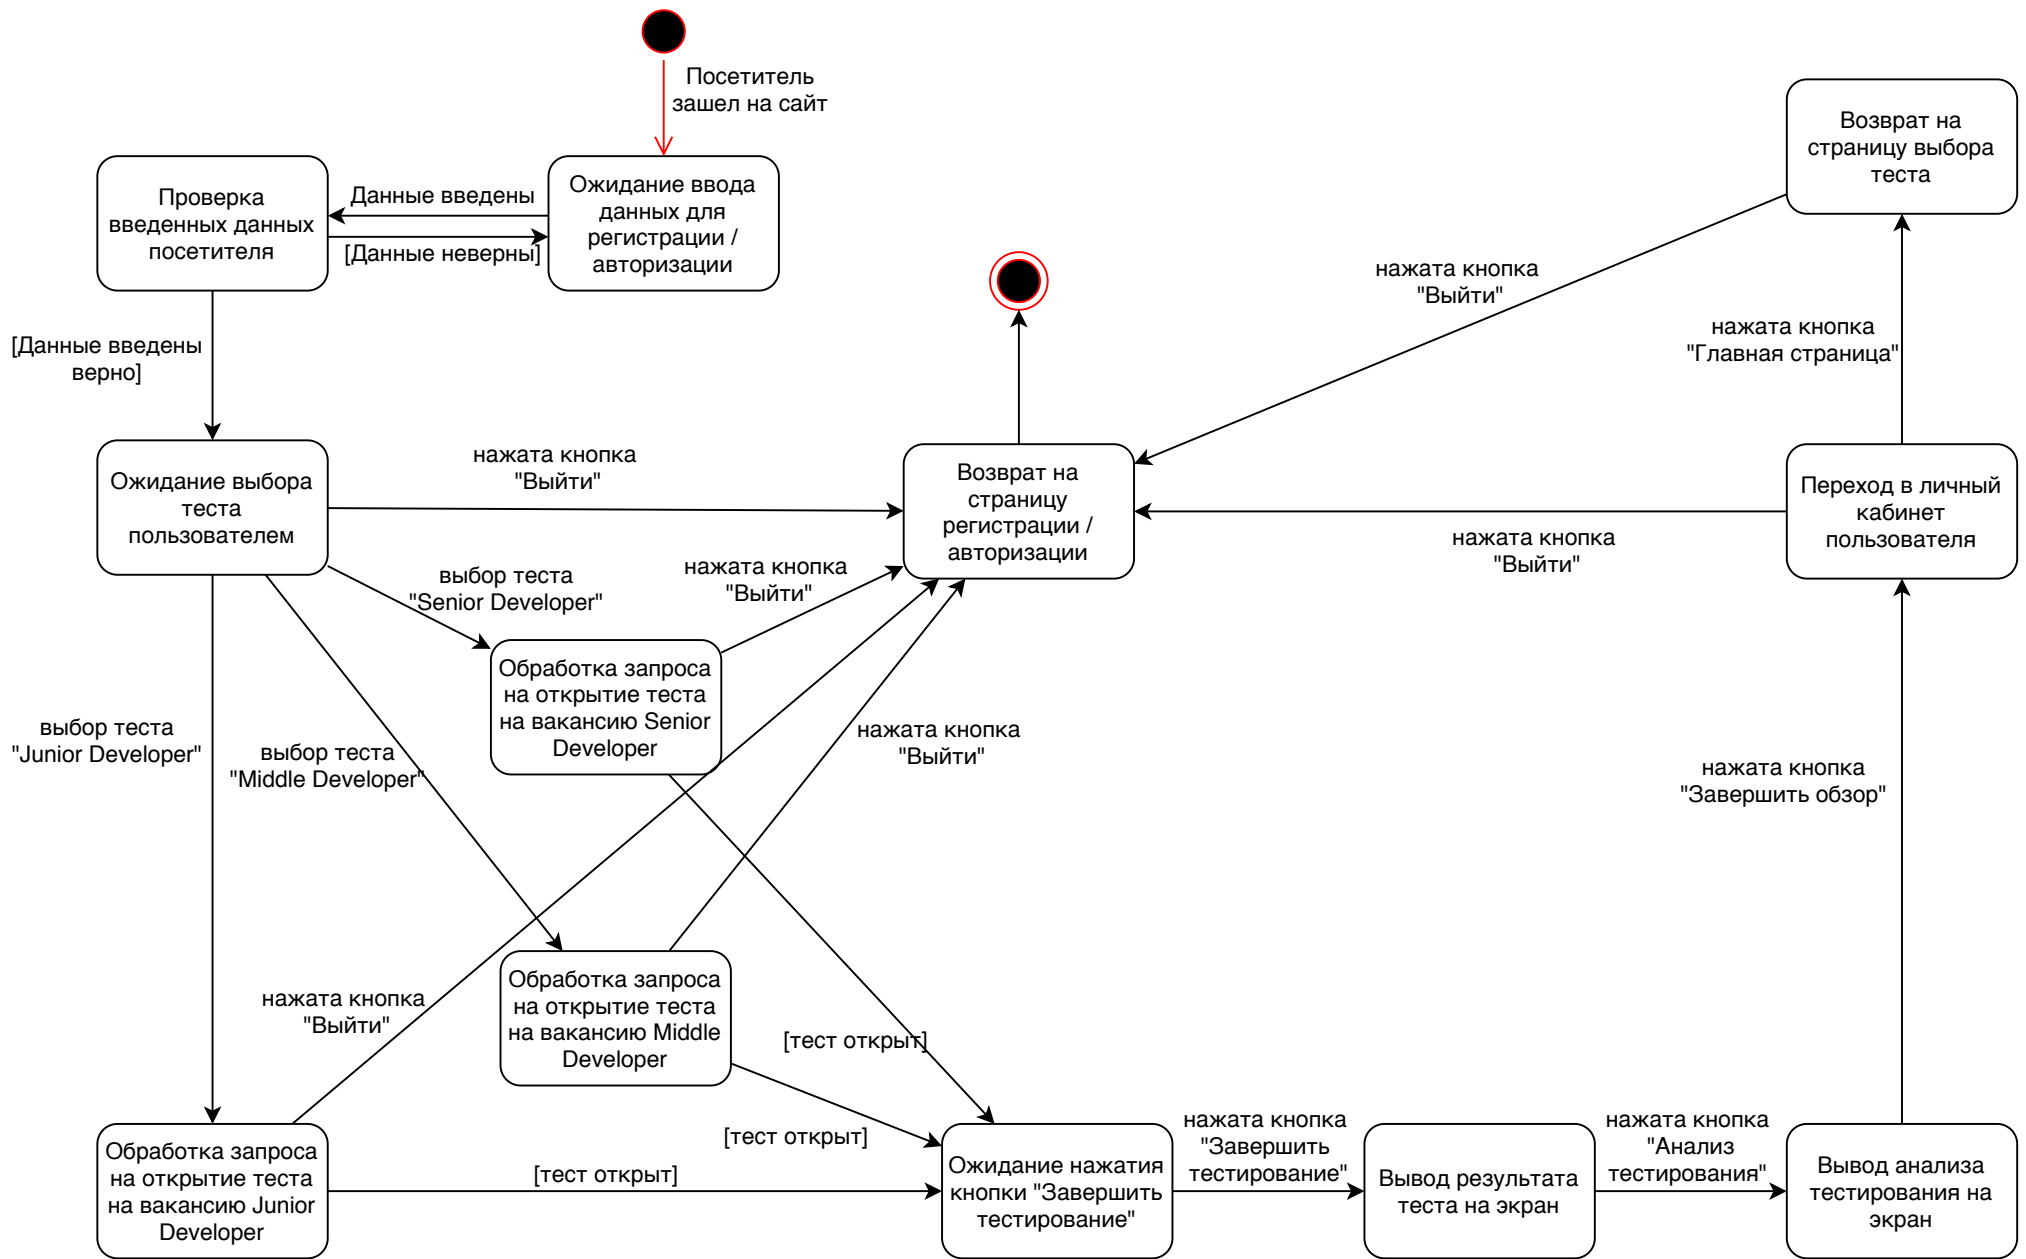 Посетитель
зашел на сайт
Возврат на
страницу выбора
теста
Проверка
введенных данных
посетителя
Данные введены
[Данные неверны]
Ожидание ввода
данных для
регистрации /
авторизации
нажата кнопка
"Выйти"
нажата кнопка
"Главная страница"
[Данные введены
верно]
Ожидание выбора
теста
пользователем
нажата кнопка
"Выйти"
Возврат на
страницу
регистрации /
авторизации
Переход в личный
кабинет
пользователя
нажата кнопка
"Выйти"
выбор теста
"Senior Developer"
нажата кнопка
"Выйти"
Обработка запроса
на открытие теста
на вакансию Senior
Developer
выбор теста
"Junior Developer"
выбор теста
"Middle Developer"
нажата кнопка
"Выйти"
нажата кнопка
"Завершить обзор"
нажата кнопка
"Выйти"
Обработка запроса
на открытие теста
на вакансию Middle
Developer
[тест открыт]
[тест открыт]
Обработка запроса
на открытие теста
на вакансию Junior
Developer
[тест открыт]
Ожидание нажатия
кнопки "Завершить
тестирование"
нажата кнопка
"Завершить
тестирование"
Вывод результата
теста на экран
нажата кнопка
"Анализ
тестирования"
Вывод анализа
тестирования на
экран